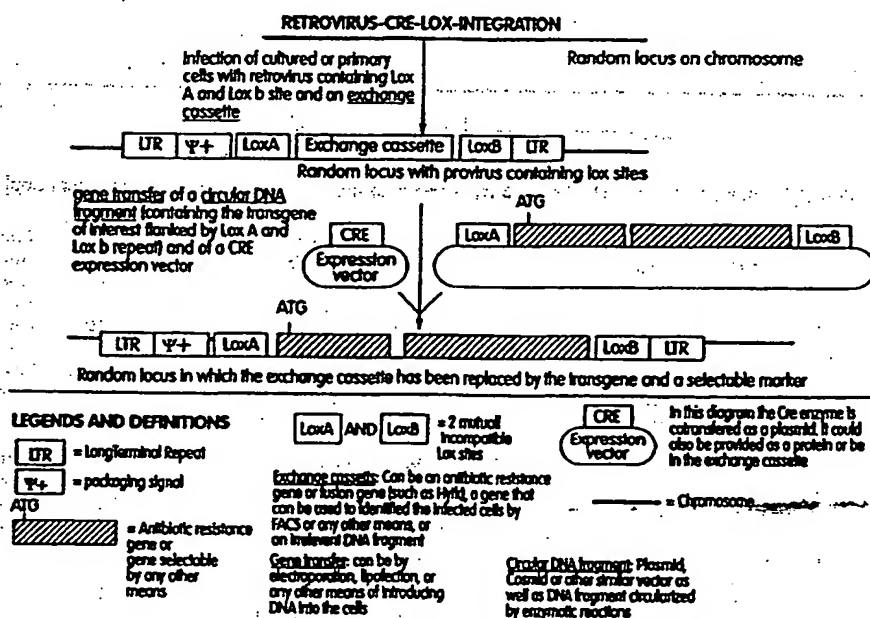 RETROVIRUS-CRE-LOX-INTEGRATION
Infection of cultured or primary
cells with retrovirus containing Lox
A and Lox b site and an exchange
cassette
Random locus on chromosome
LTR Ψ+ LoxA Exchange cassette LoxB LTR
Random locus with provirus containing lox sites
gene transfer of a circular DNA
fragment (containing the transgene
of interest flanked by Lox A and
Lox b repeat) and of a CRE
expression vector
ATG
CRE
Expression
vector
LoxA LoxB
ATG
LTR Ψ+ LoxA LoxB LTR
Random locus in which the exchange cassette has been replaced by the transgene and a selectable marker
LEGENDS AND DEFINITIONS
LTR = Long Terminal Repeat
Ψ+ = packaging signal
ATG
= Antibiotic resistance
gene or
gene selectable
by any other
means
LoxA AND LoxB = 2 mutual
Incompatible
Lox sites
Exchange cassette: Can be an antibiotic resistance
gene or fusion gene (such as Hytk), a gene that
can be used to identified the infected cells by
FACS or any other means, or
an irrelevent DNA fragment
Gene transfer: can be by
electroporation, lipofection, or
any other means of introducing
DNA into the cells
CRE
Expression
vector
In this diagram the Cre enzyme is
cotransfered as a plasmid. It could
also be provided as a protein or be
in the exchange cassette
= Chromosome
Circular DNA fragment: Plasmid,
Cosmid or other similar vector as
well as DNA fragment circularized
by enzymatic reactions